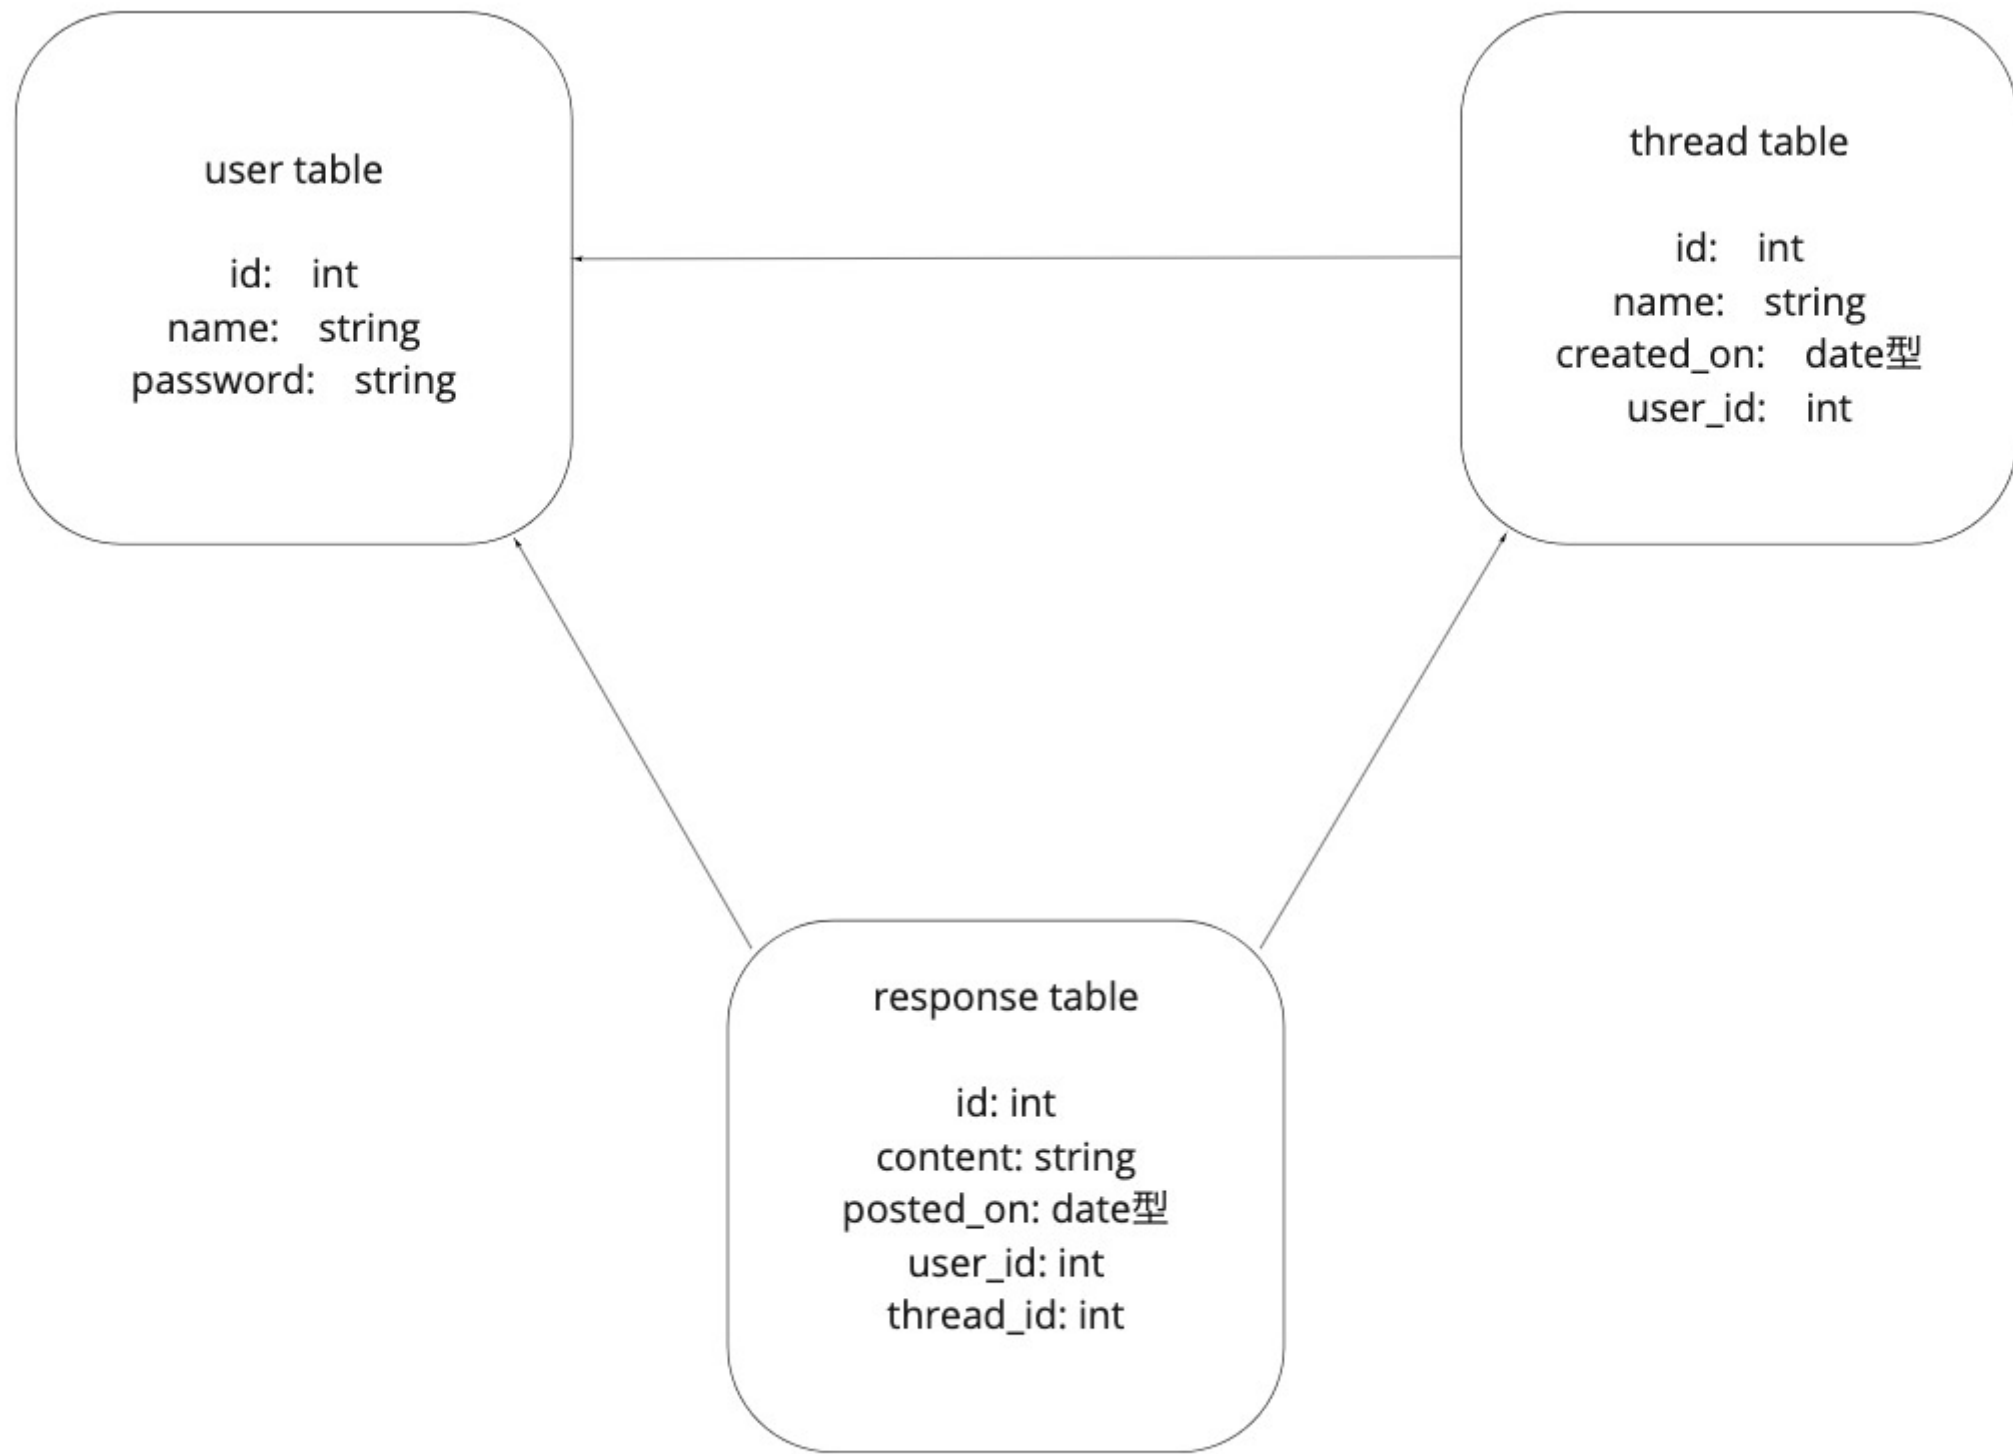 user table
id: int
name: string
password: string
thread table
id: int
name: string
created_on: date型
user_id: int
response table
id: int
content: string
posted_on: date型
user_id: int
thread_id: int